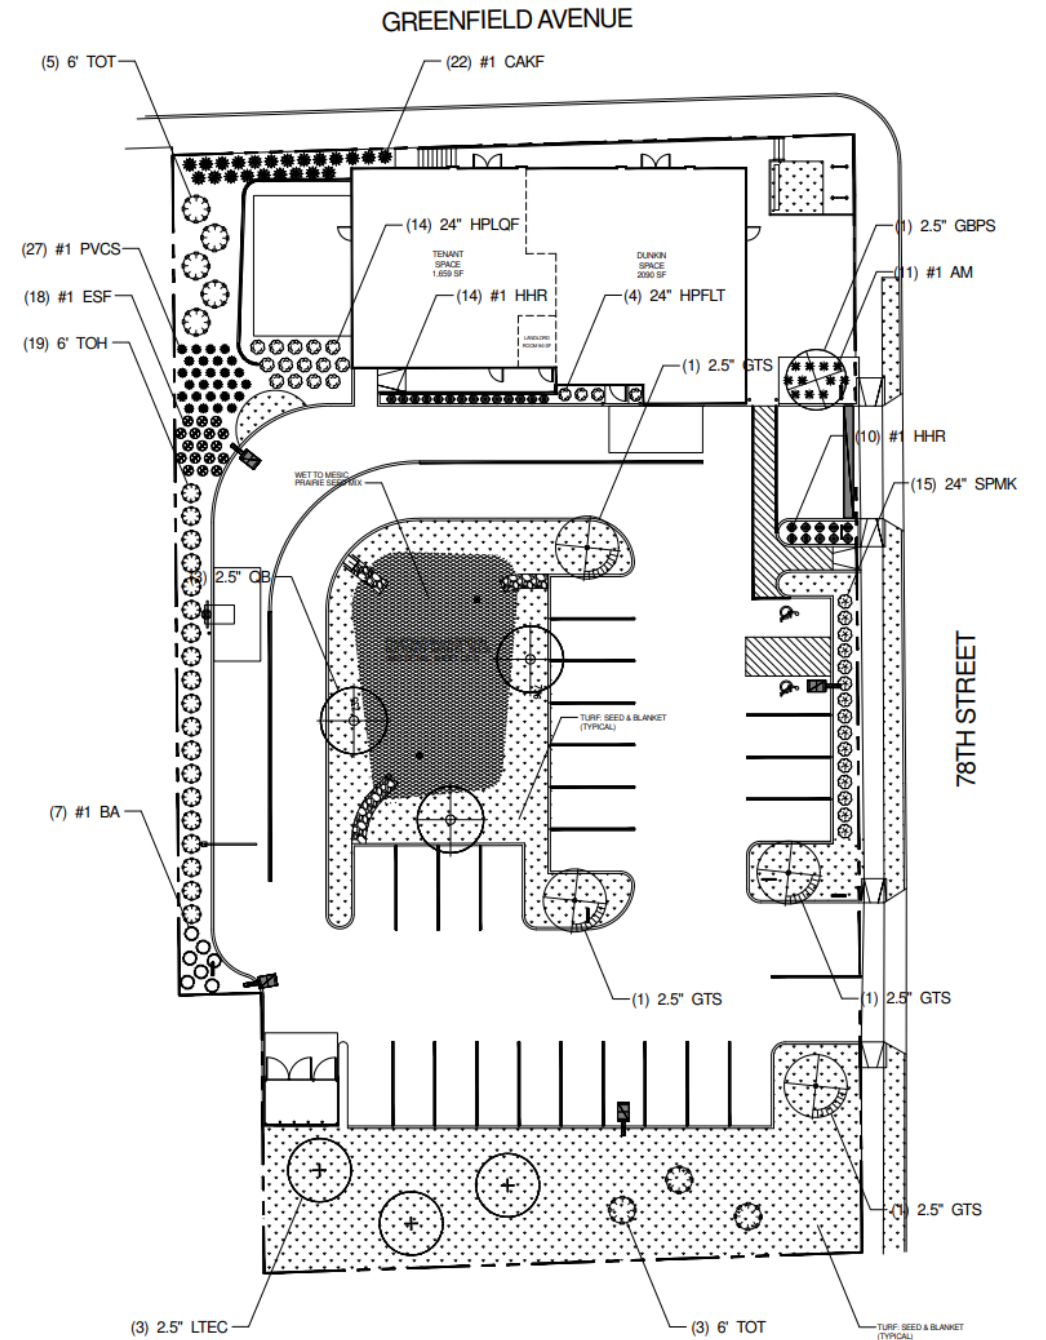 GREENFIELD AVENUE
(5) 6' TOT
(22) #1 CAKF
(14) 24" HPLQF
(1) 2.5" GBPS
(27) #1 PVCS
TENANT
SPACE
1,659 SF
DUNKIN
SPACE
2090 SF
(11) #1 AM
(18) #1 ESF
(14) #1 HHR
(4) 24" HPFLT
(19) 6' TOH
LANDLORD
(1) 2.5" GTS
(10) #1 HHR
WET TO MESIC
PRAIRIE SEED MIX
(15) 24" SPMK
(3) 2.5" QB
78TH STREET
TURF: SEED & BLANKET
(TYPICAL)
(7) #1 BA
(1) 2.5" GTS
(1) 2.5" GTS
(1) 2.5" GTS
(3) 2.5" LTEC
(3) 6' TOT
TURF: SEED & BLANKET
(TYPICAL)